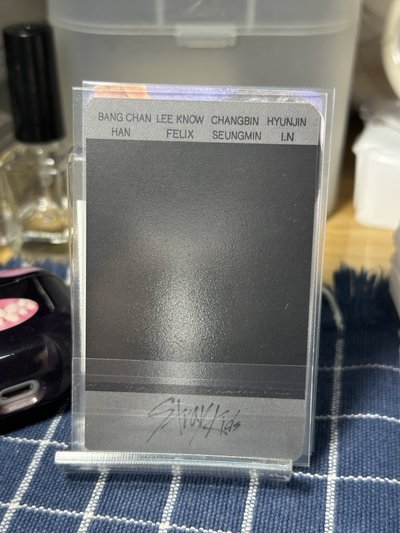 BANG CHAN LEE KNOW CHANGBIN HYUNJIN
HAN FELIX SEUNGMIN I.N
Stray Kids